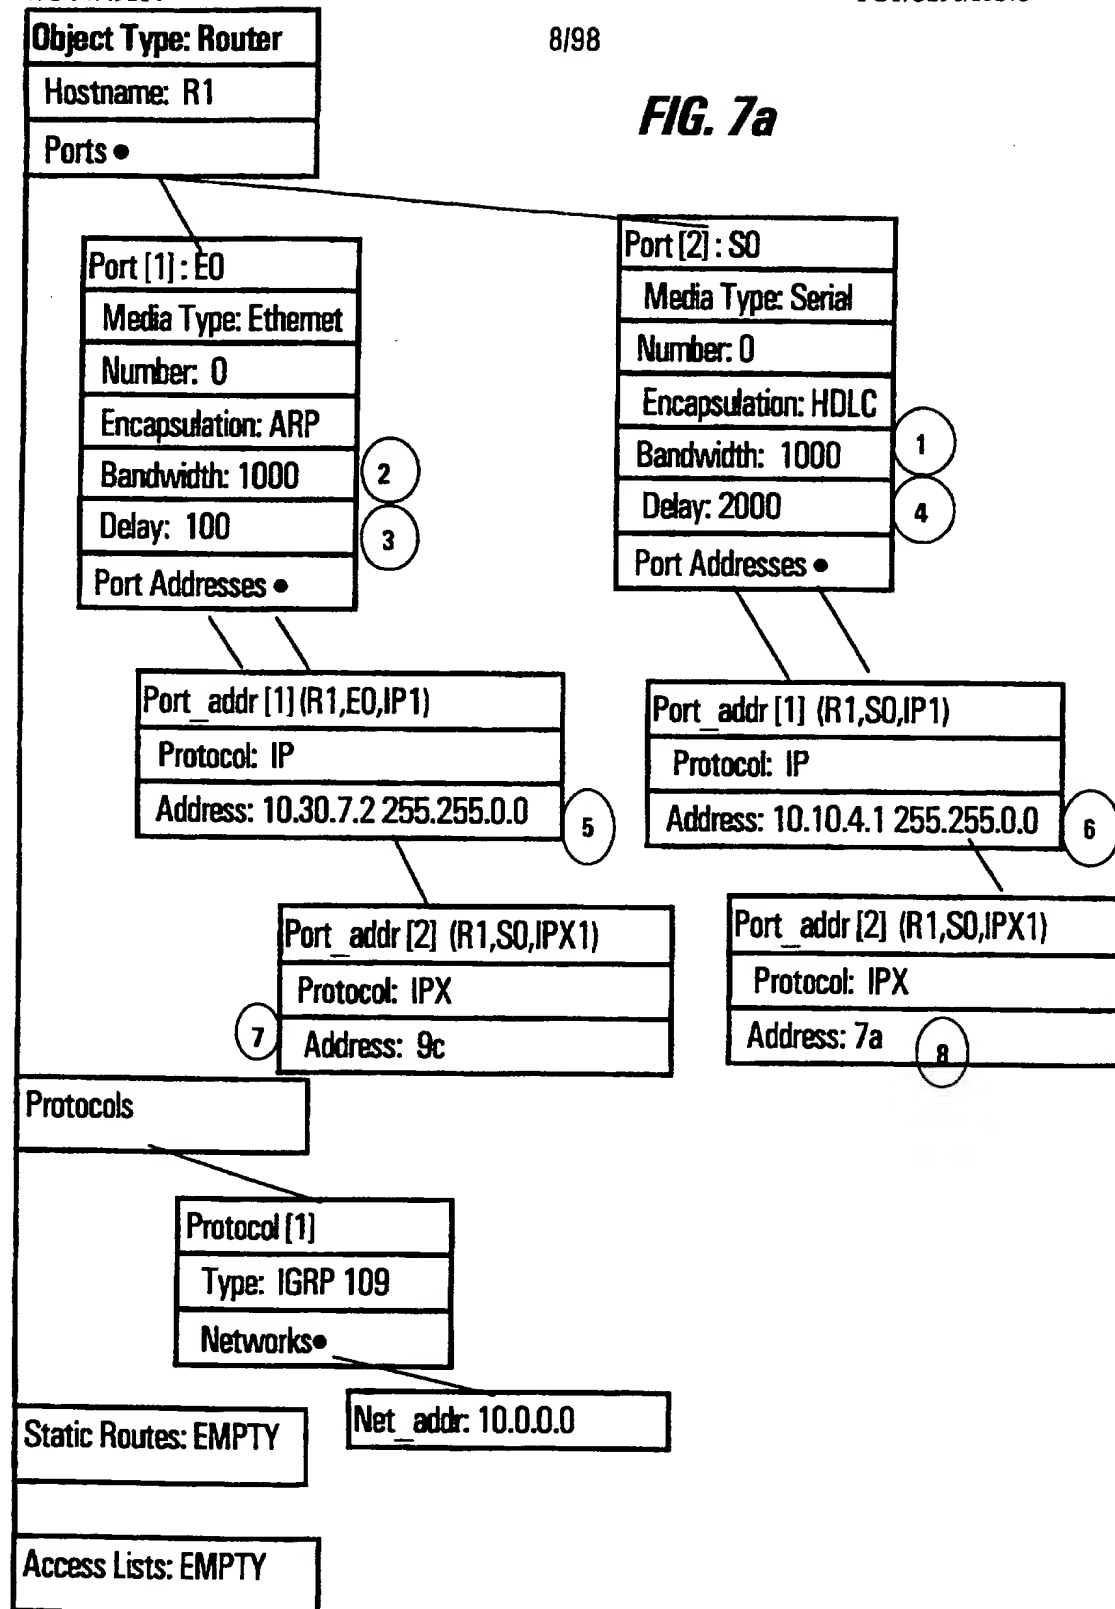 Object Type: Router
8/98
Hostname: R1
FIG. 7a
Ports •
Port [1] : E0
Media Type: Ethernet
Number: 0
Encapsulation: ARP
Bandwidth: 1000
2
Delay: 100
3
Port Addresses •
Port [2] : S0
Media Type: Serial
Number: 0
Encapsulation: HDLC
1
Bandwidth: 1000
Delay: 2000
4
Port Addresses •
Port_addr [1] (R1,E0,IP1)
Protocol: IP
Address: 10.30.7.2 255.255.0.0
5
Port_addr [1] (R1,S0,IP1)
Protocol: IP
Address: 10.10.4.1 255.255.0.0
6
Port_addr [2] (R1,S0,IPX1)
Protocol: IPX
7
Address: 9c
Port_addr [2] (R1,S0,IPX1)
Protocol: IPX
Address: 7a
8
Protocols
Protocol [1]
Type: IGRP 109
Networks•
Net_addr: 10.0.0.0
Static Routes: EMPTY
Access Lists: EMPTY